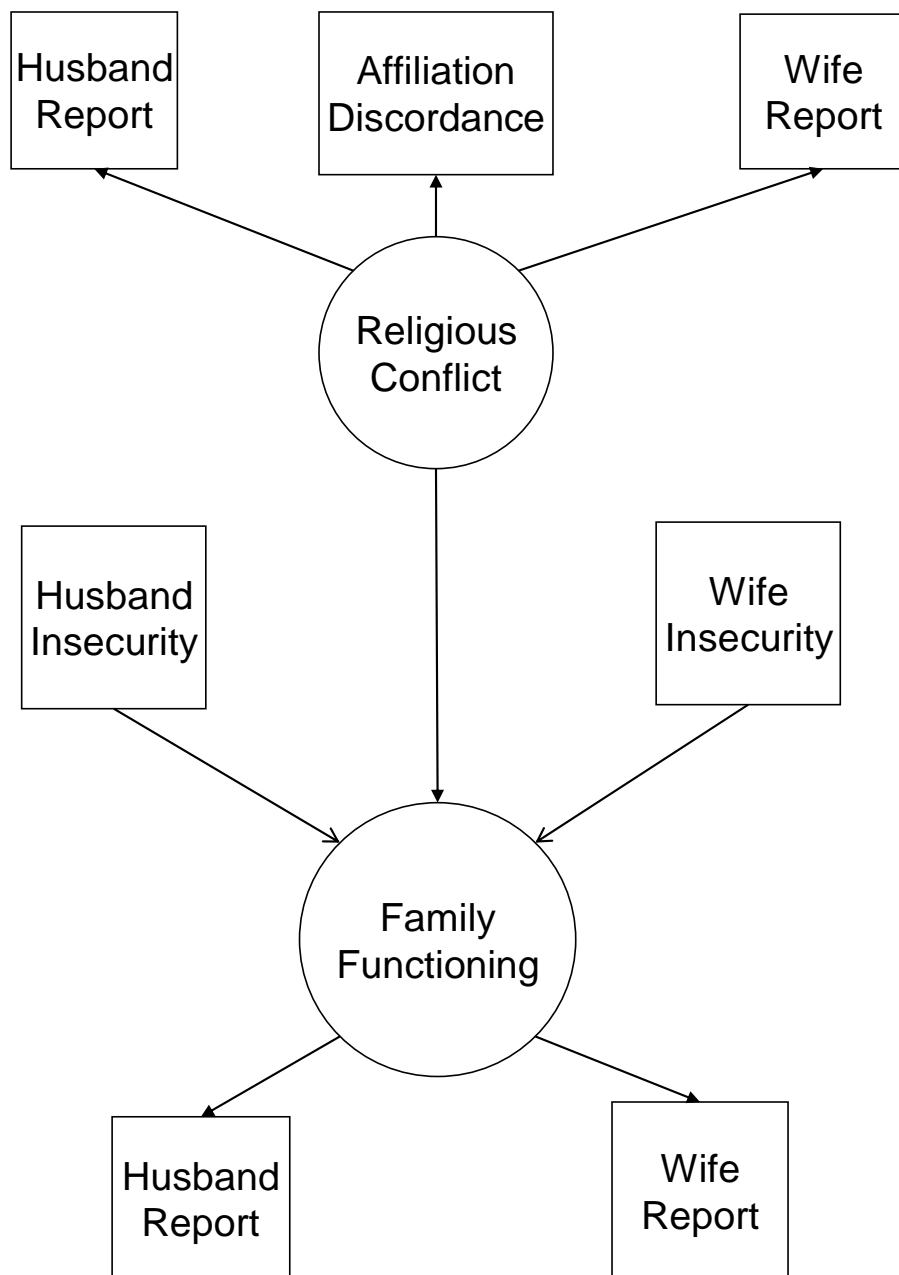 Husband
Report
Affiliation
Discordance
Wife
Report
Religious
Conflict
Husband
Insecurity
Wife
Insecurity
Family
Functioning
Husband
Report
Wife
Report